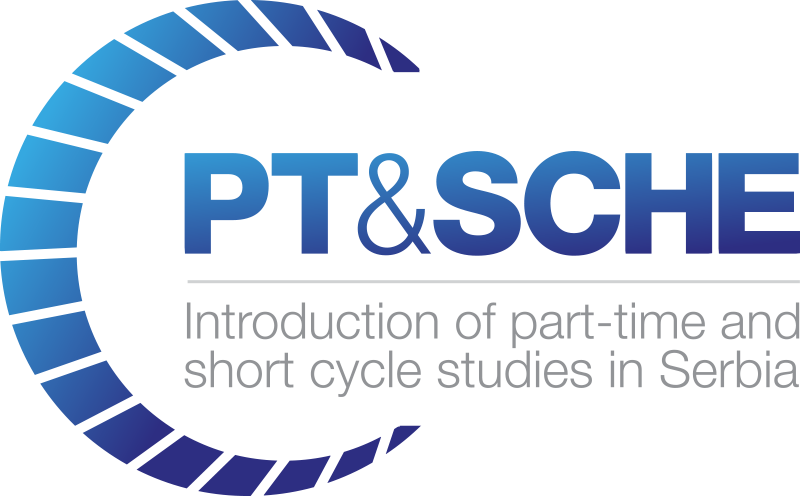 PT&SCHE
Introduction of part-time and
short cycle studies in Serbia